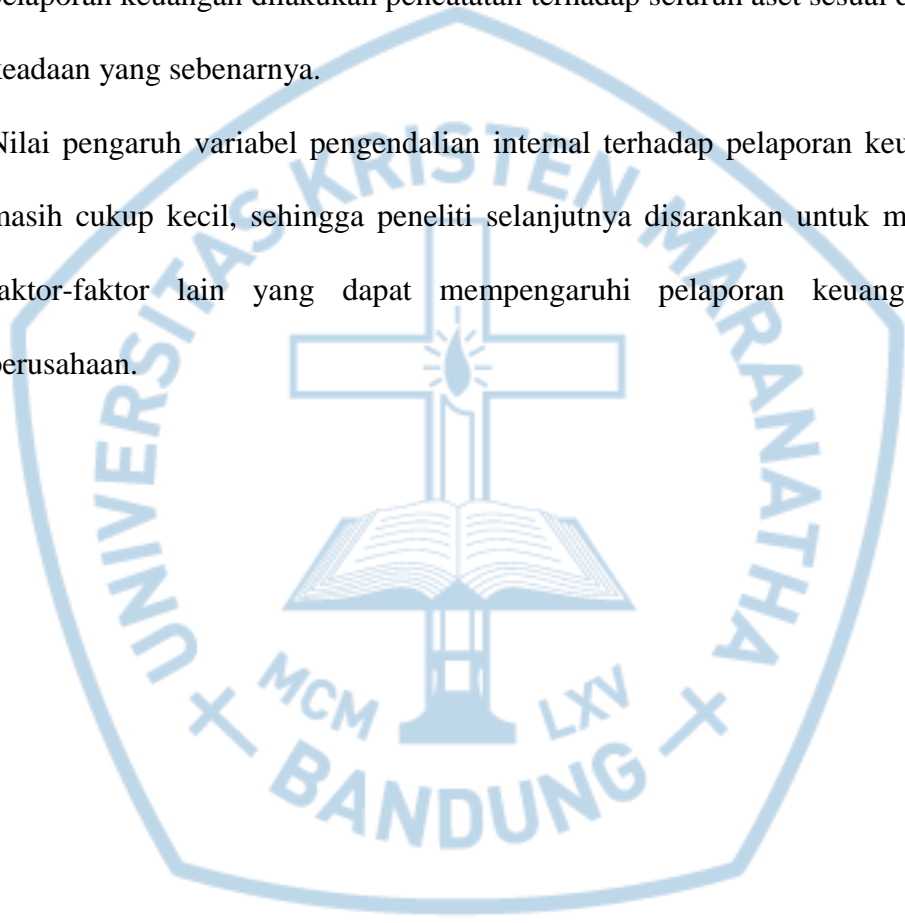 keadaan yang sebenarnya.
Nilai pengaruh variabel pengendalian internal terhadap pelaporan keu
masih cukup kecil, sehingga peneliti selanjutnya disarankan untuk m
faktor-faktor lain yang dapat mempengaruhi pelaporan keuang
perusahaan.
UNIVERSITAS KRISTEN MARANATHA
MCM LXV
BANDUNG